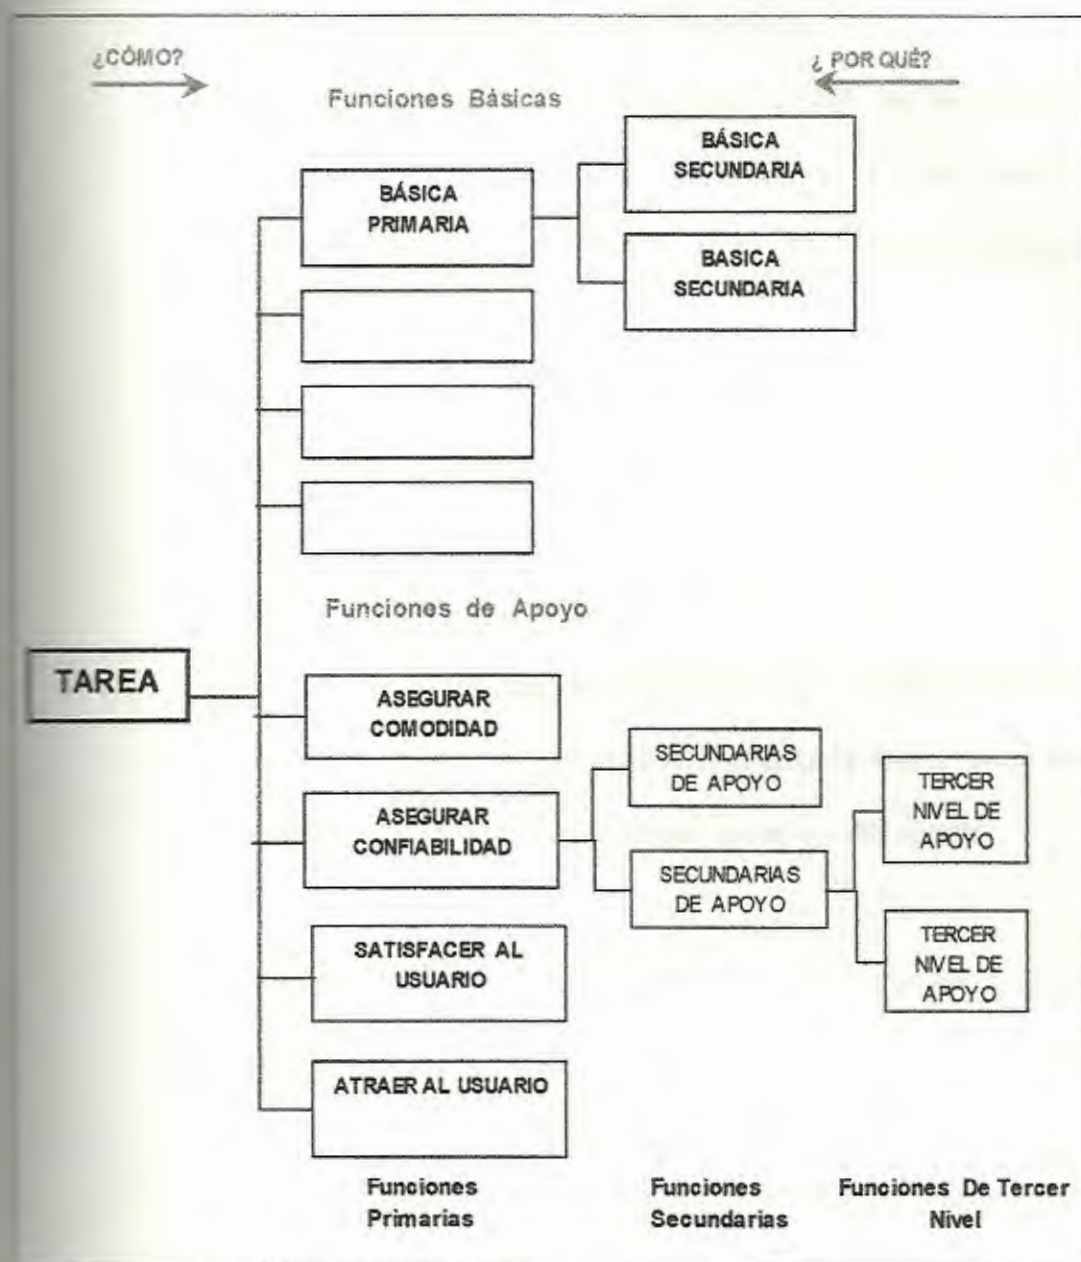 ¿CÓMO?
¿ POR QUÉ?
Funciones Básicas
BÁSICA
PRIMARIA
BÁSICA
SECUNDARIA
BASICA
SECUNDARIA
Funciones de Apoyo
TAREA
ASEGURAR
COMODIDAD
ASEGURAR
CONFIABILIDAD
SATISFACER AL
USUARIO
ATRAER AL USUARIO
SECUNDARIAS
DE APOYO
SECUNDARIAS
DE APOYO
TERCER
NIVEL DE
APOYO
TERCER
NIVEL DE
APOYO
Funciones
Primarias
Funciones
Secundarias
Funciones De Tercer
Nivel